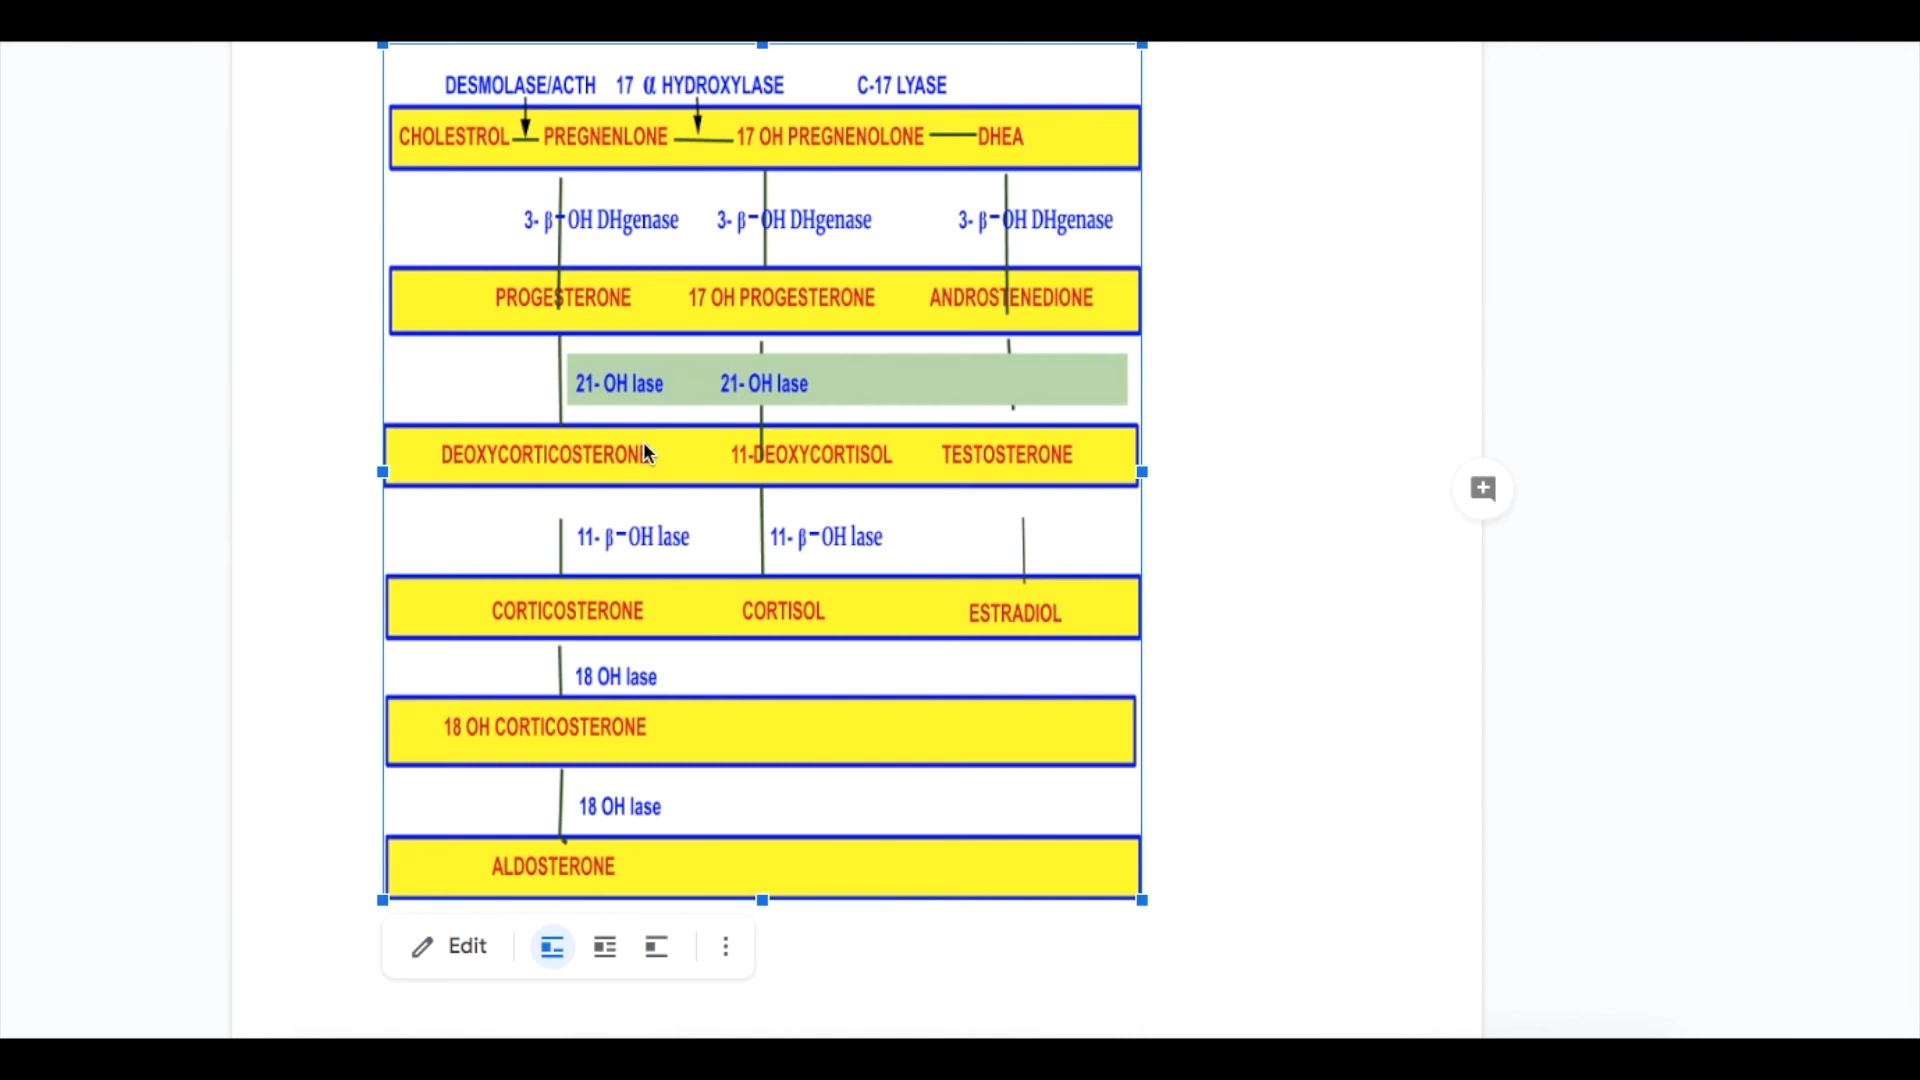 DESMOLASE/ACTH 17 α HYDROXYLASE C-17 LYASE
CHOLESTROL PREGNENLONE 17 OH PREGNENOLONE DHEA
3- β-OH DHgenase 3- β-OH DHgenase 3- β-OH DHgenase
PROGESTERONE 17 OH PROGESTERONE ANDROSTENEDIONE
21- OH lase 21- OH lase
DEOXYCORTICOSTERONE 11-DEOXYCORTISOL TESTOSTERONE
11- β-OH lase 11- β-OH lase
CORTICOSTERONE CORTISOL ESTRADIOL
18 OH lase
18 OH CORTICOSTERONE
18 OH lase
ALDOSTERONE
Edit